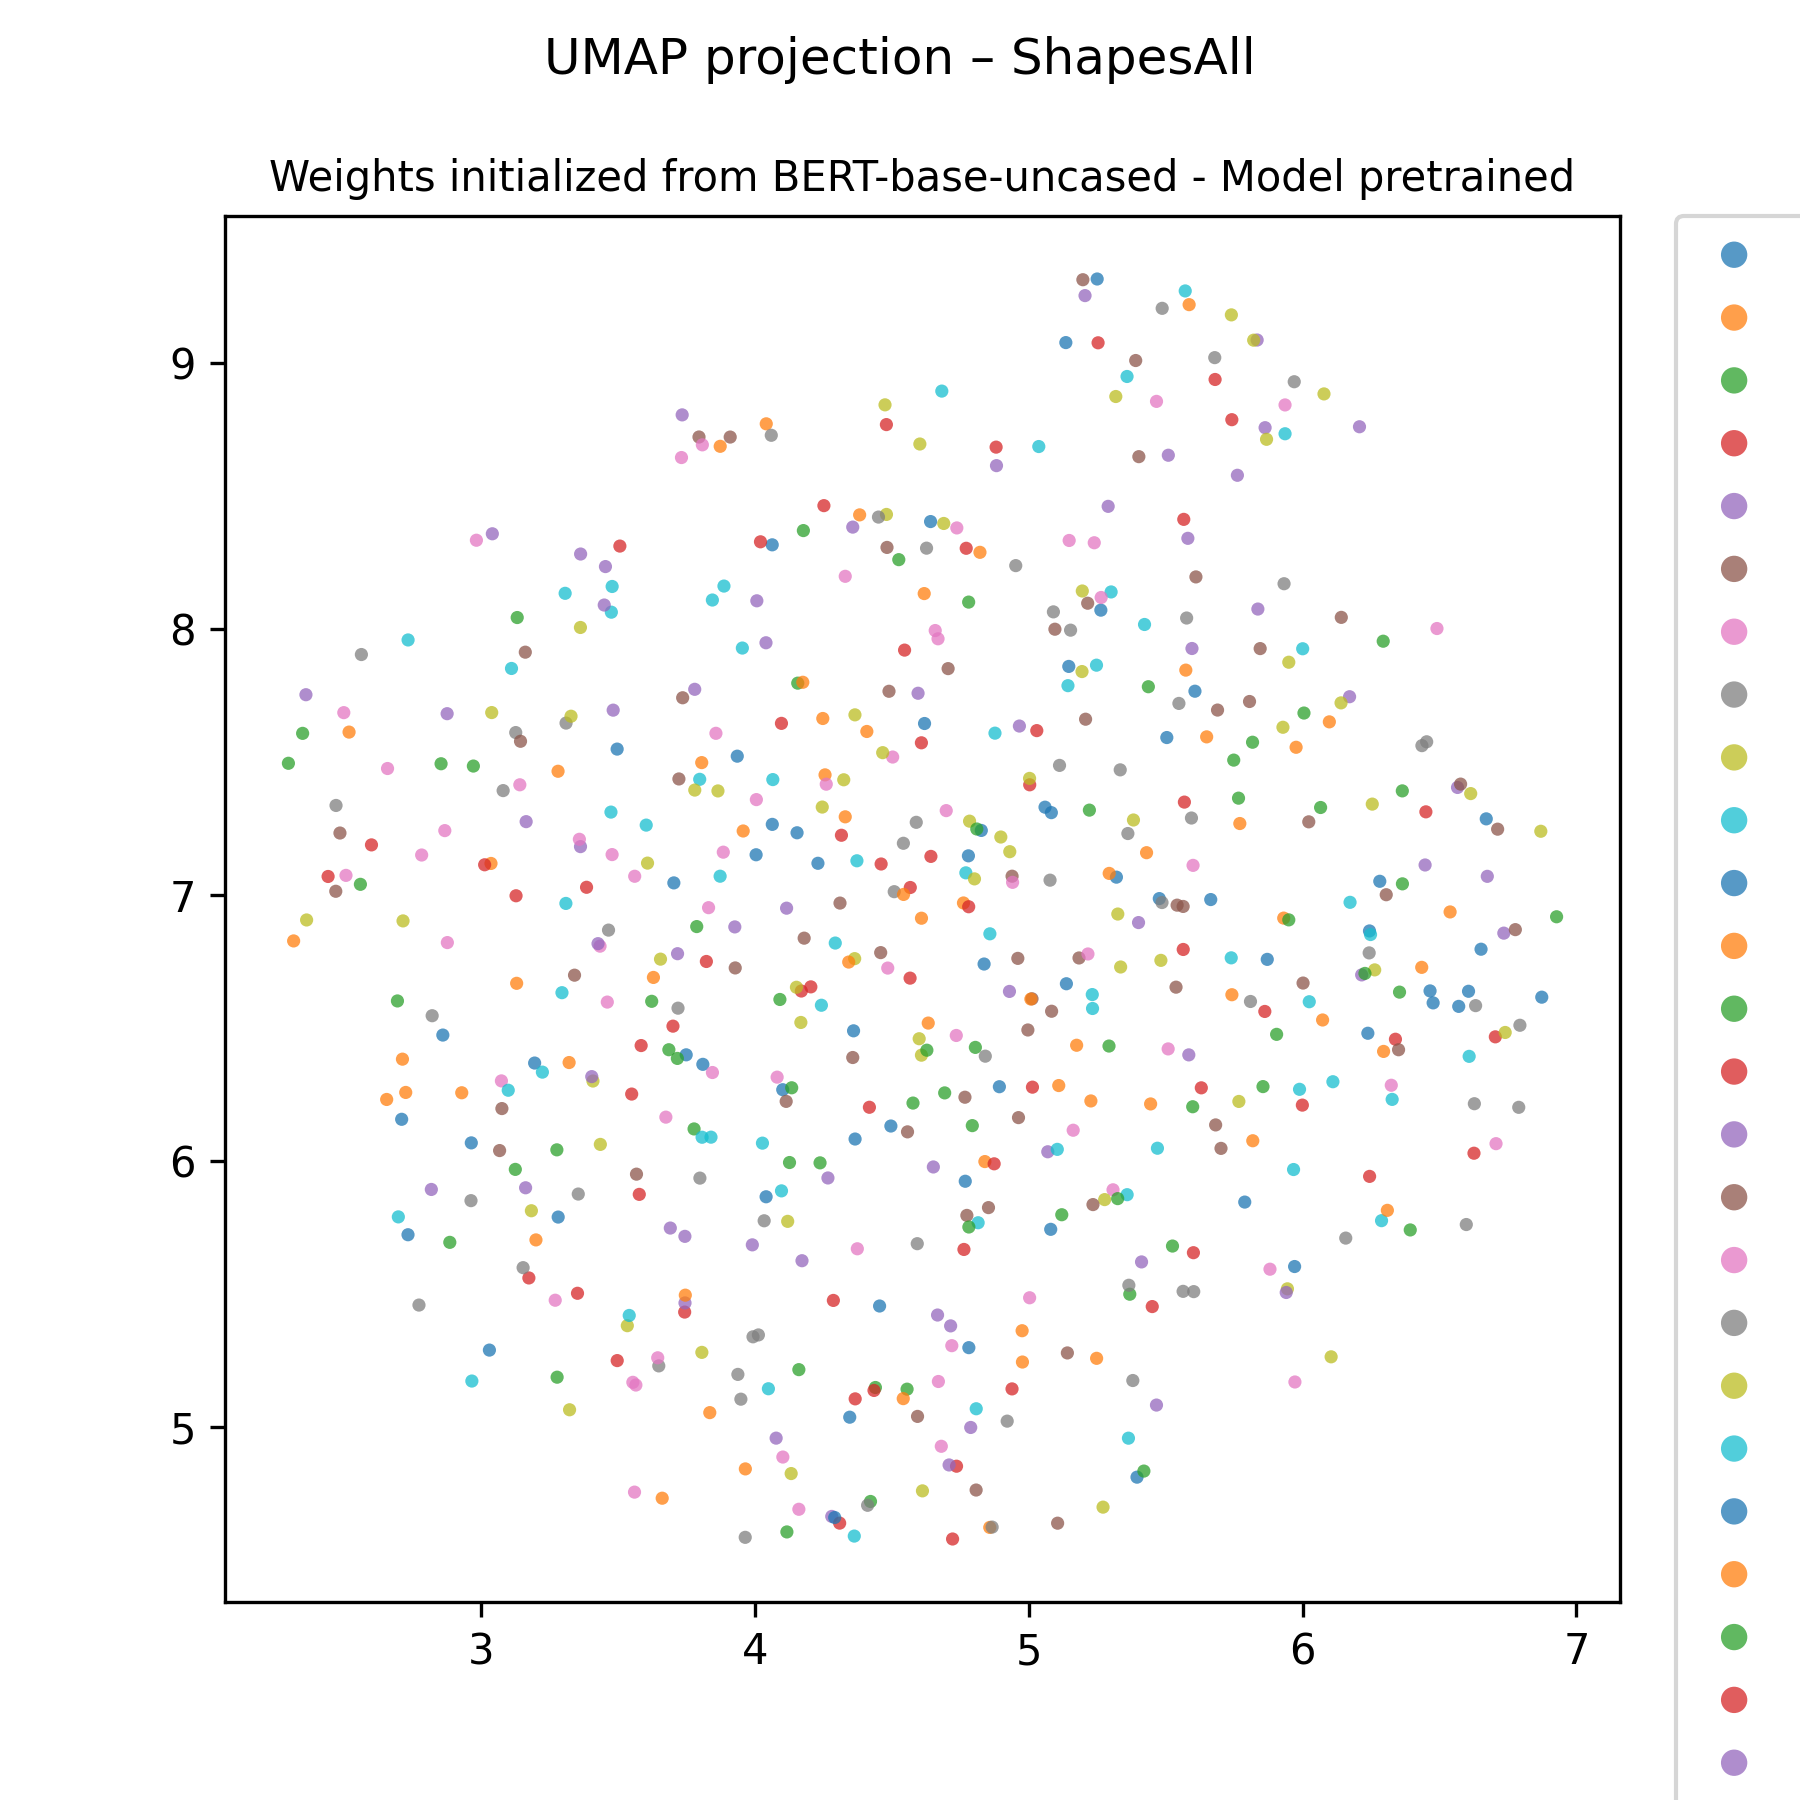 UMAP projection – ShapesAll
Weights initialized from BERT-base-uncased - Model pretrained
9
8
7
6
5
3 4 5 6 7